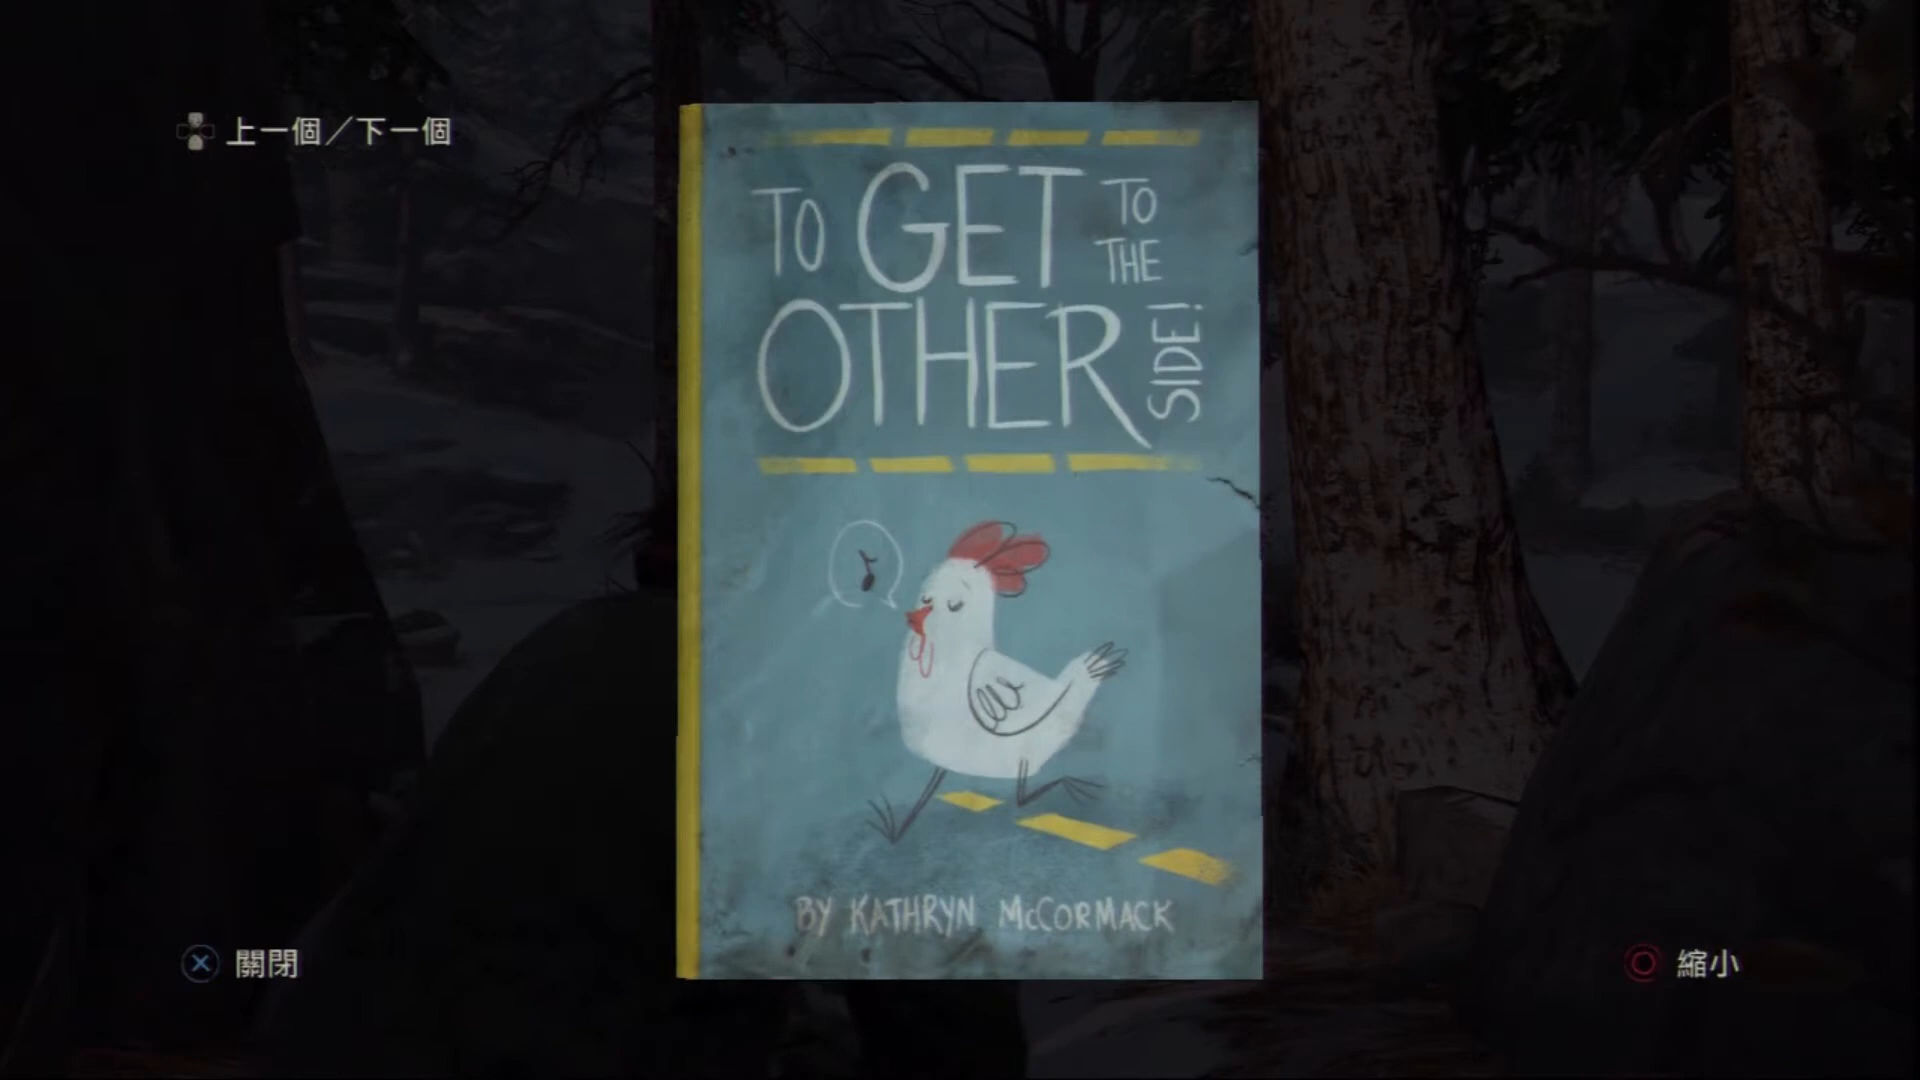 上一個／下一個
TO GET TO
THE
OTHER SIDE!
BY KATHRYN McCORMACK
關閉
縮小